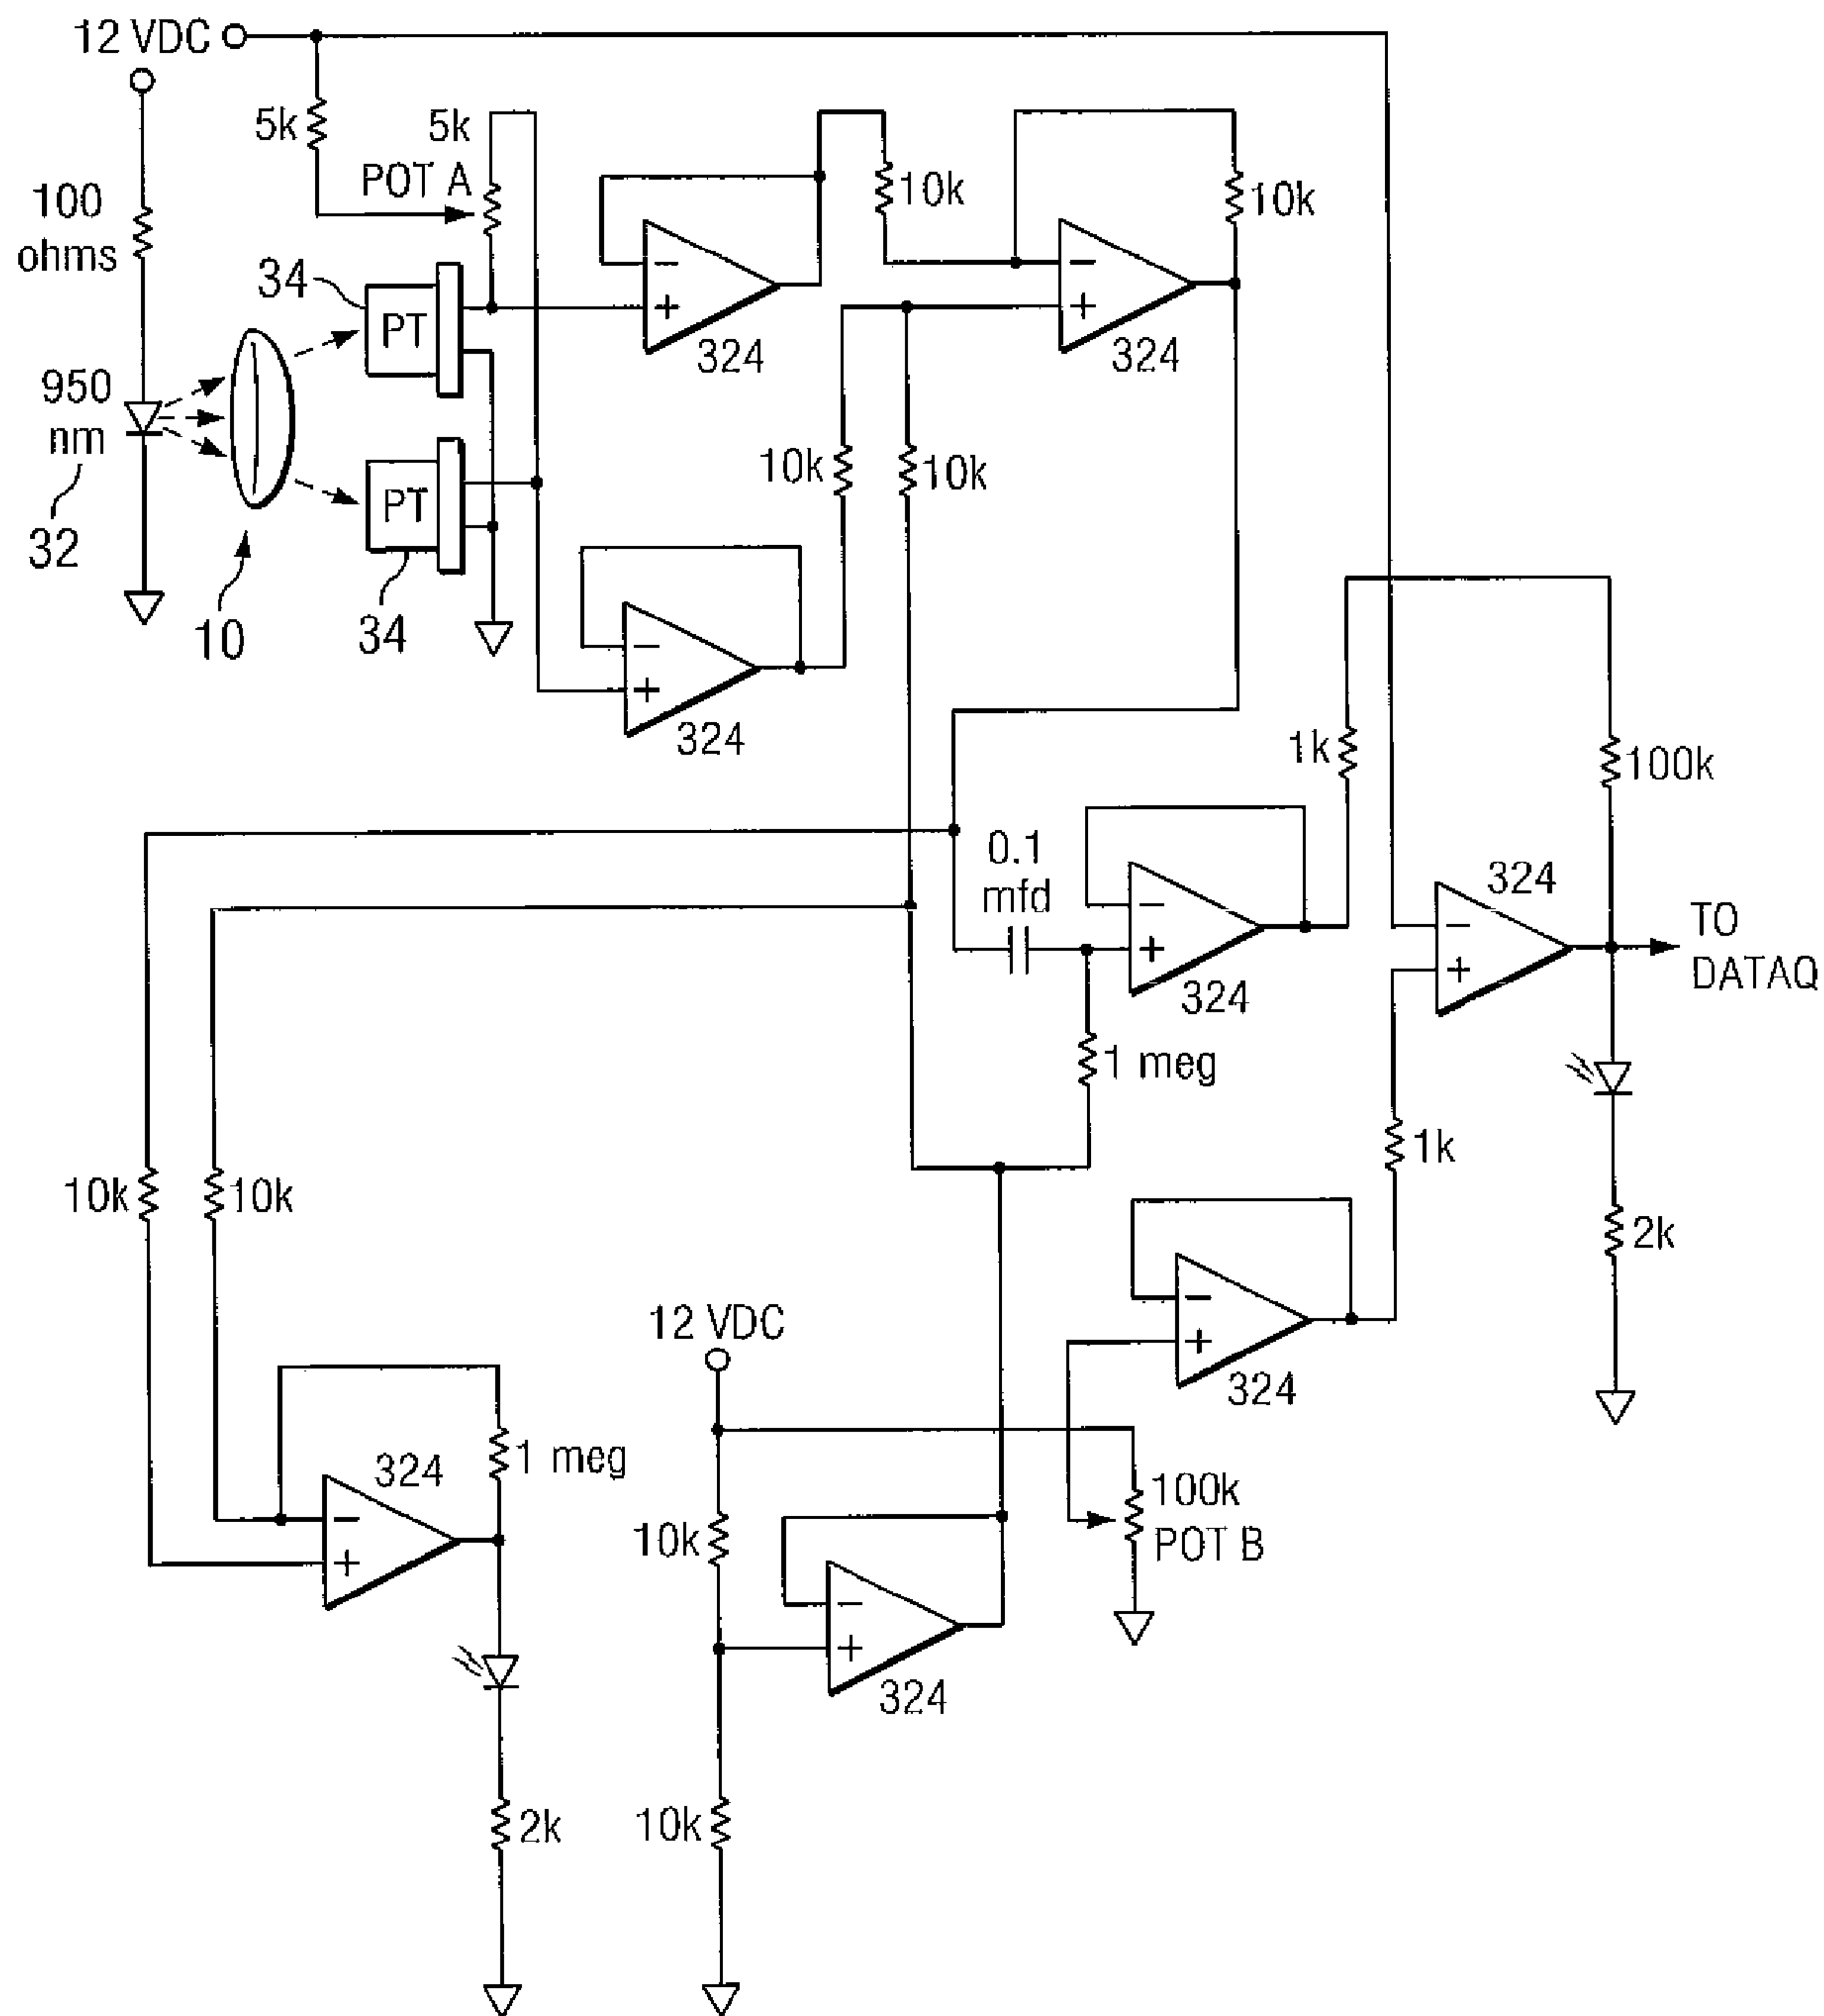 12 VDC
5k
5k
POT A
100
ohms
10k
10k
34
PT
324
324
950
nm
PT
10k
10k
32
10
34
324
1k
100k
0.1
mfd
324
324
TO
DATAQ
1 meg
1k
10k
10k
2k
12 VDC
324
324
1 meg
100k
POT B
10k
324
2k
10k